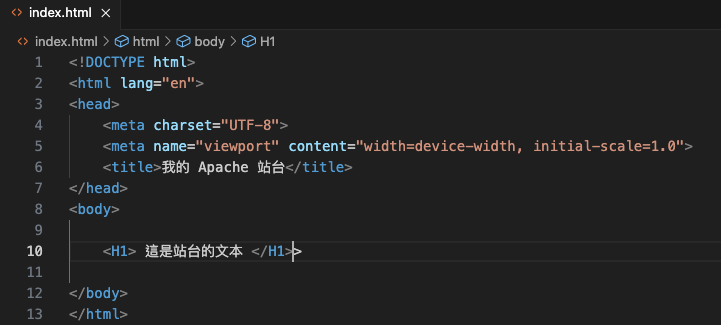 <> index.html ×
<> index.html > html > body > H1
1 <!DOCTYPE html>
2 <html lang="en">
3 <head>
4     <meta charset="UTF-8">
5     <meta name="viewport" content="width=device-width, initial-scale=1.0">
6     <title>我的 Apache 站台</title>
7 </head>
8 <body>
9
10     <H1> 這是站台的文本 </H1>>
11
12 </body>
13 </html>